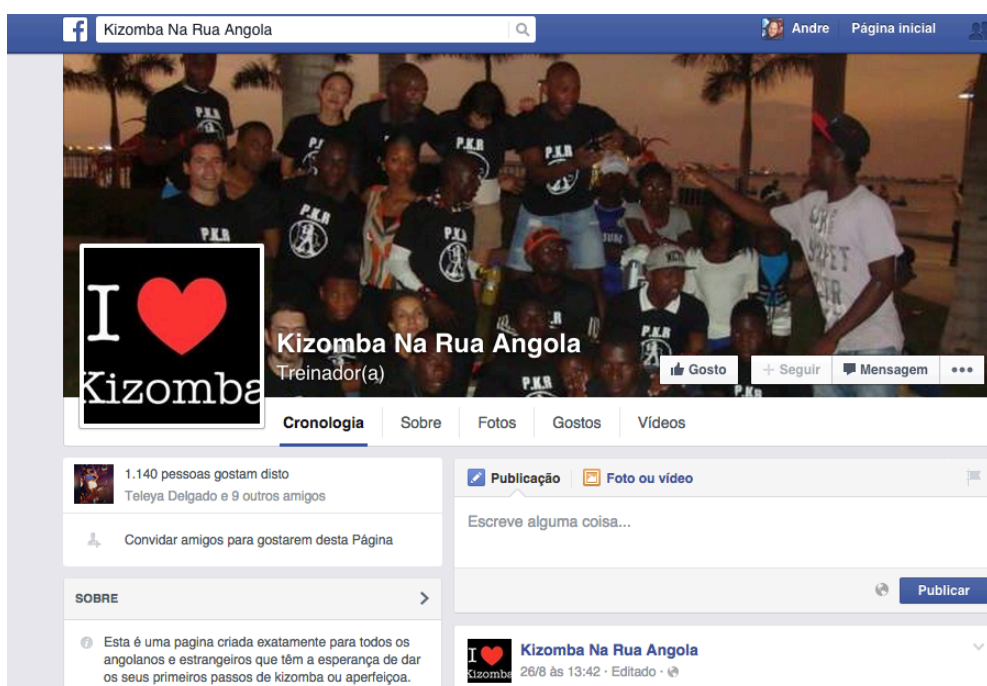 f
Kizomba Na Rua Angola
Andre
Página inicial
P.K.R
P.K.R
P.K.R
P.K.R
P.K.R
P.K.R
P.K.R
P.K.R
P.K.R
I ♥
Kizomba
Kizomba Na Rua Angola
Treinador(a)
Gosto
Seguir
Mensagem
Cronologia
Sobre
Fotos
Gostos
Vídeos
1.140 pessoas gostam disto
Teleya Delgado e 9 outros amigos
Convidar amigos para gostarem desta Página
SOBRE
Esta é uma pagina criada exatamente para todos os
angolanos e estrangeiros que têm a esperança de dar
os seus primeiros passos de kizomba ou aperfeiçoa.
Publicação
Foto ou vídeo
Escreve alguma coisa...
Publicar
I ♥
Kizomba
Kizomba Na Rua Angola
26/8 às 13:42 · Editado ·